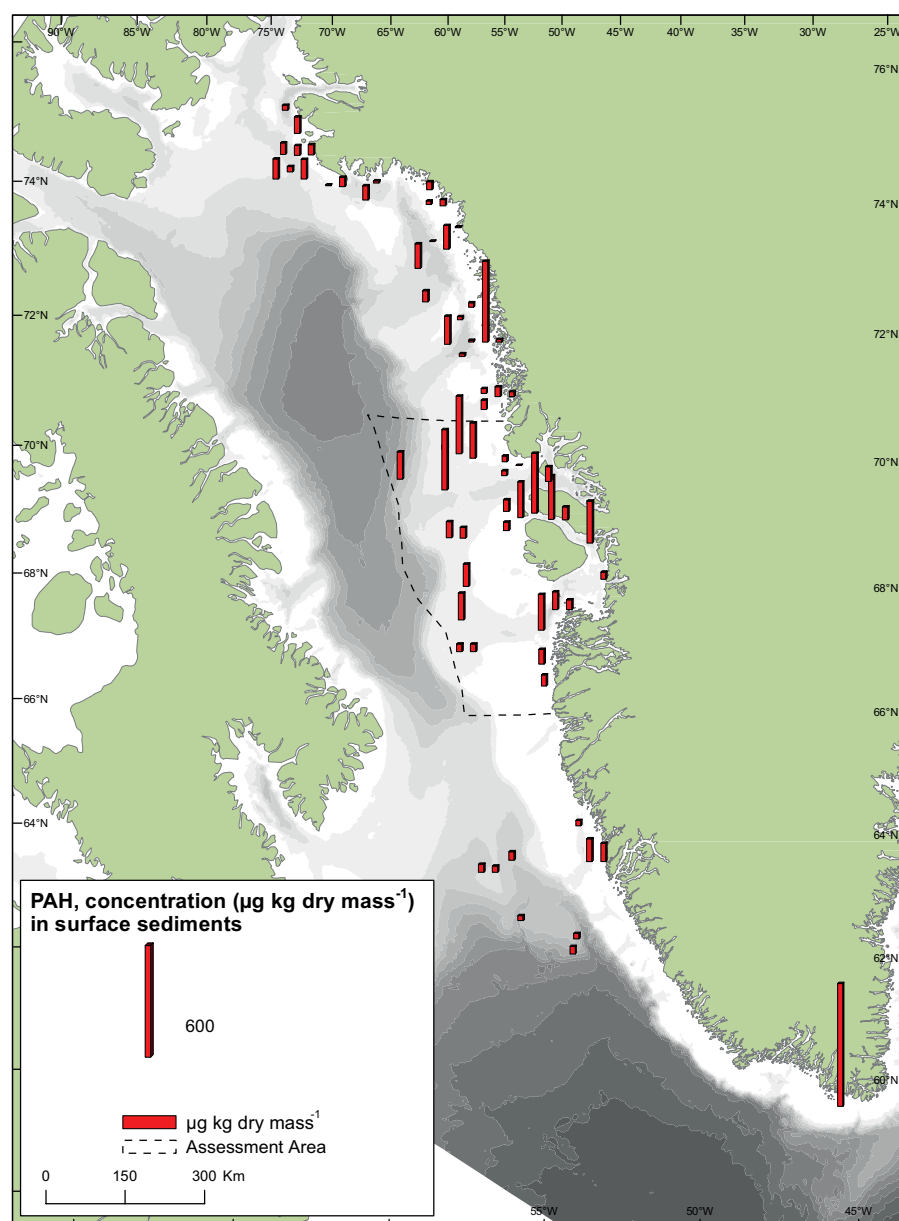 90°W 85°W 80°W 75°W 70°W 65°W 60°W 55°W 50°W 45°W 40°W 35°W 30°W 25°W
76°N
74°N
74°N
72°N
72°N
70°N
70°N
68°N
68°N
66°N
66°N
64°N
64°N
PAH, concentration (µg kg dry mass⁻¹)
in surface sediments
600
62°N
60°N
µg kg dry mass⁻¹
Assessment Area
0 150 300 Km
55°W 50°W 45°W